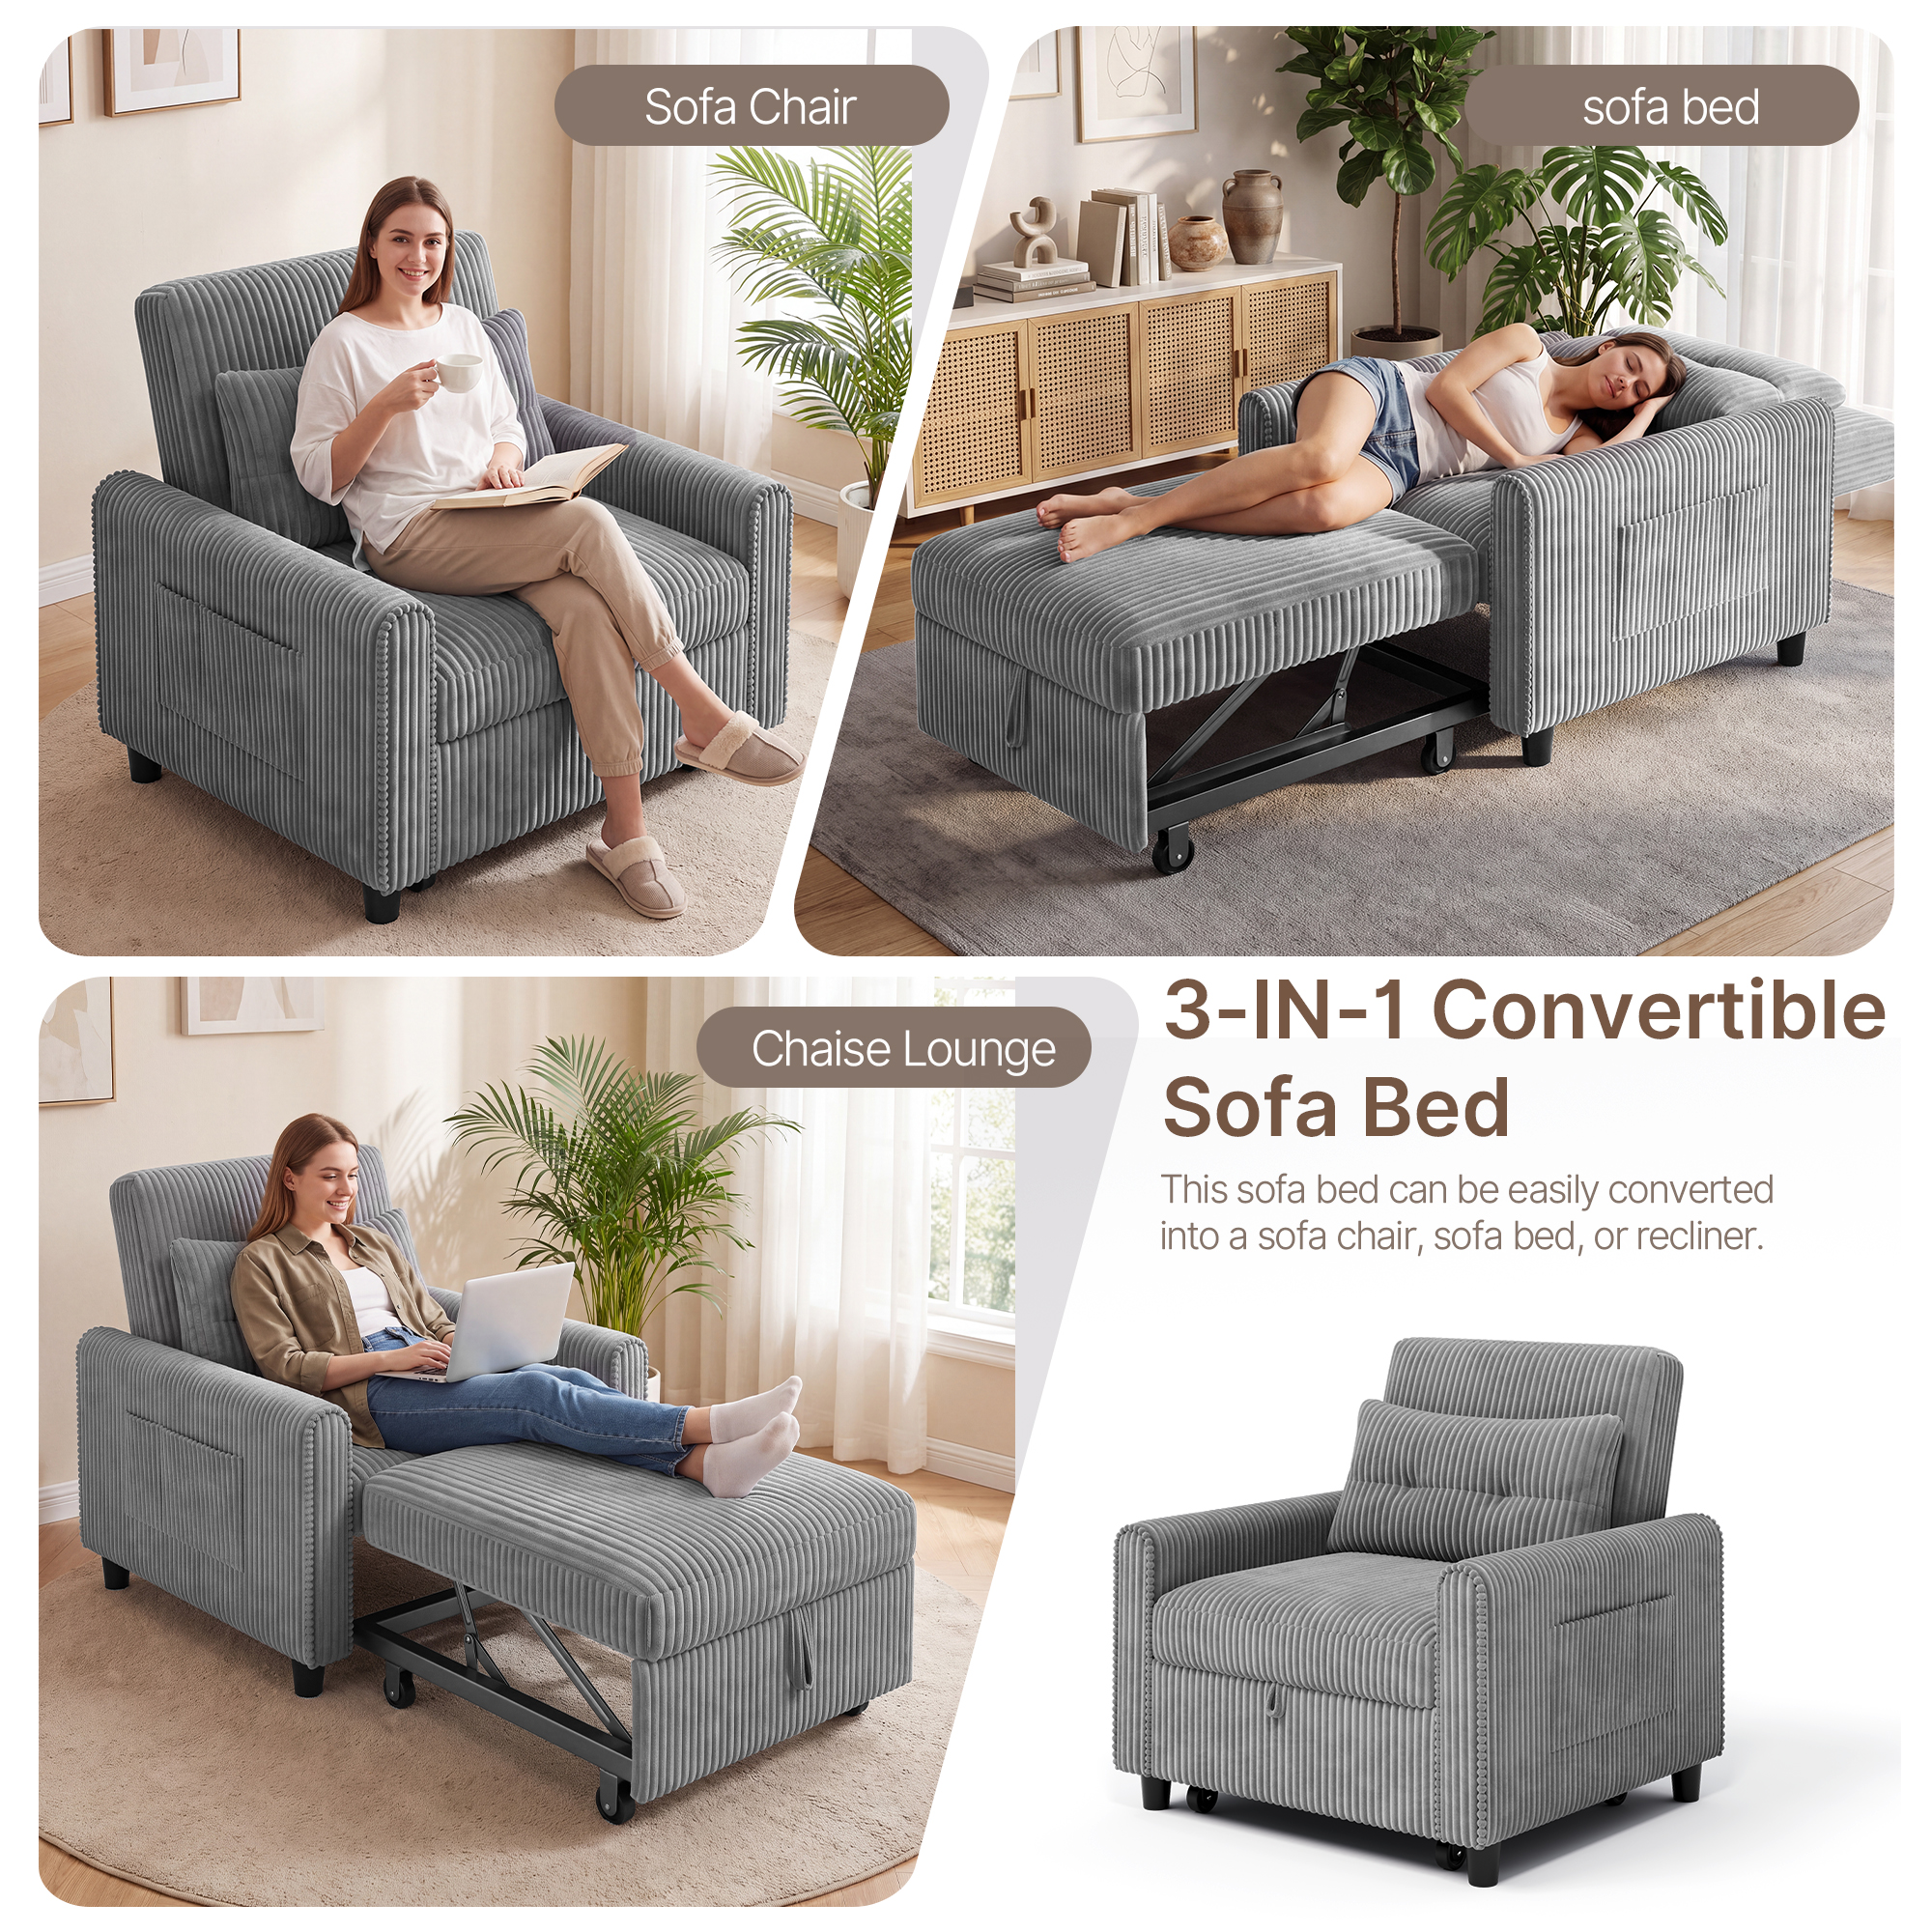 Sofa Chair
sofa bed
Chaise Lounge
3-IN-1 Convertible
Sofa Bed
This sofa bed can be easily converted
into a sofa chair, sofa bed, or recliner.